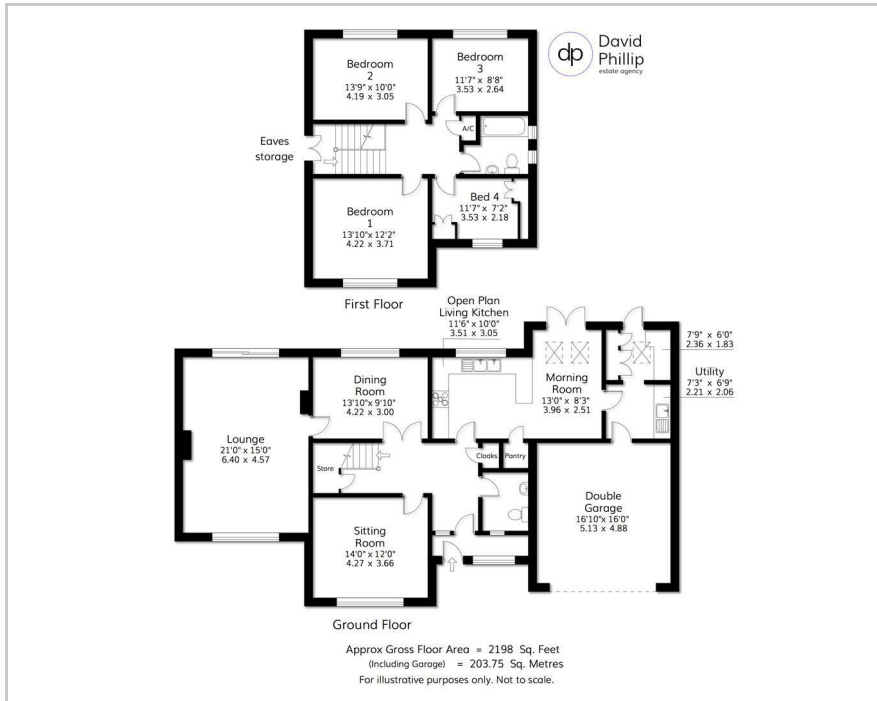 dp
David
Phillip
estate agency
Bedroom
2
13'9" x 10'0"
4.19 x 3.05
Bedroom
3
11'7" x 8'8"
3.53 x 2.64
A/C
Eaves
storage
Bedroom
1
13'10"x 12'2"
4.22 x 3.71
Bed 4
11'7" x 7'2"
3.53 x 2.18
First Floor
Open Plan
Living Kitchen
11'6" x 10'0"
3.51 x 3.05
7'9" x 6'0"
2.36 x 1.83
Utility
7'3" x 6'9"
2.21 x 2.06
Dining
Room
13'10" x 9'10"
4.22 x 3.00
Morning
Room
13'0" x 8'3"
3.96 x 2.51
Lounge
21'0" x 15'0"
6.40 x 4.57
Store
Cloaks
Pantry
Sitting
Room
14'0" x 12'0"
4.27 x 3.66
Double
Garage
16'10"x 16'0"
5.13 x 4.88
Ground Floor
Approx Gross Floor Area = 2198 Sq. Feet
(Including Garage) = 203.75 Sq. Metres
For illustrative purposes only. Not to scale.